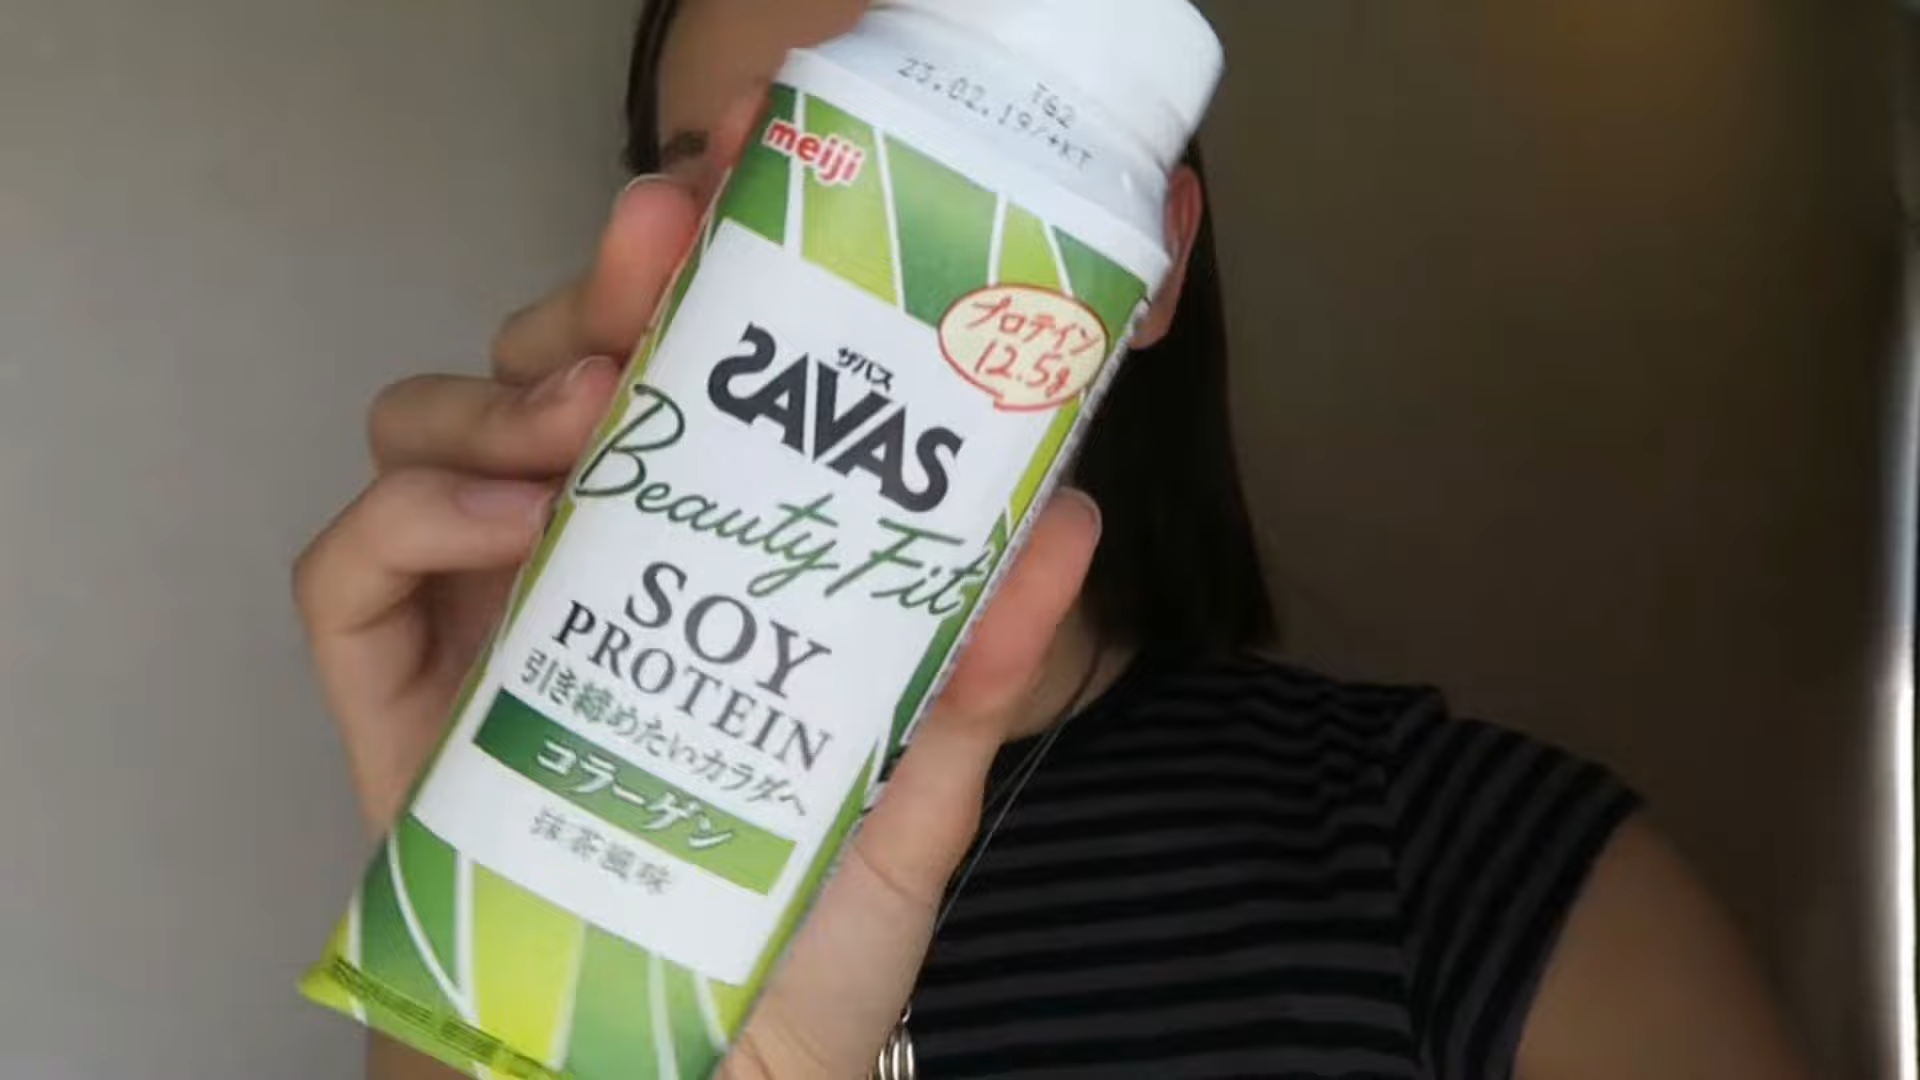 T62
23.02.19/+KT
meiji
プロテイン
12.5g
ザバス
SAVAS
Beauty Fit
SOY
PROTEIN
引き締めたいカラダへ
コラーゲン
抹茶風味